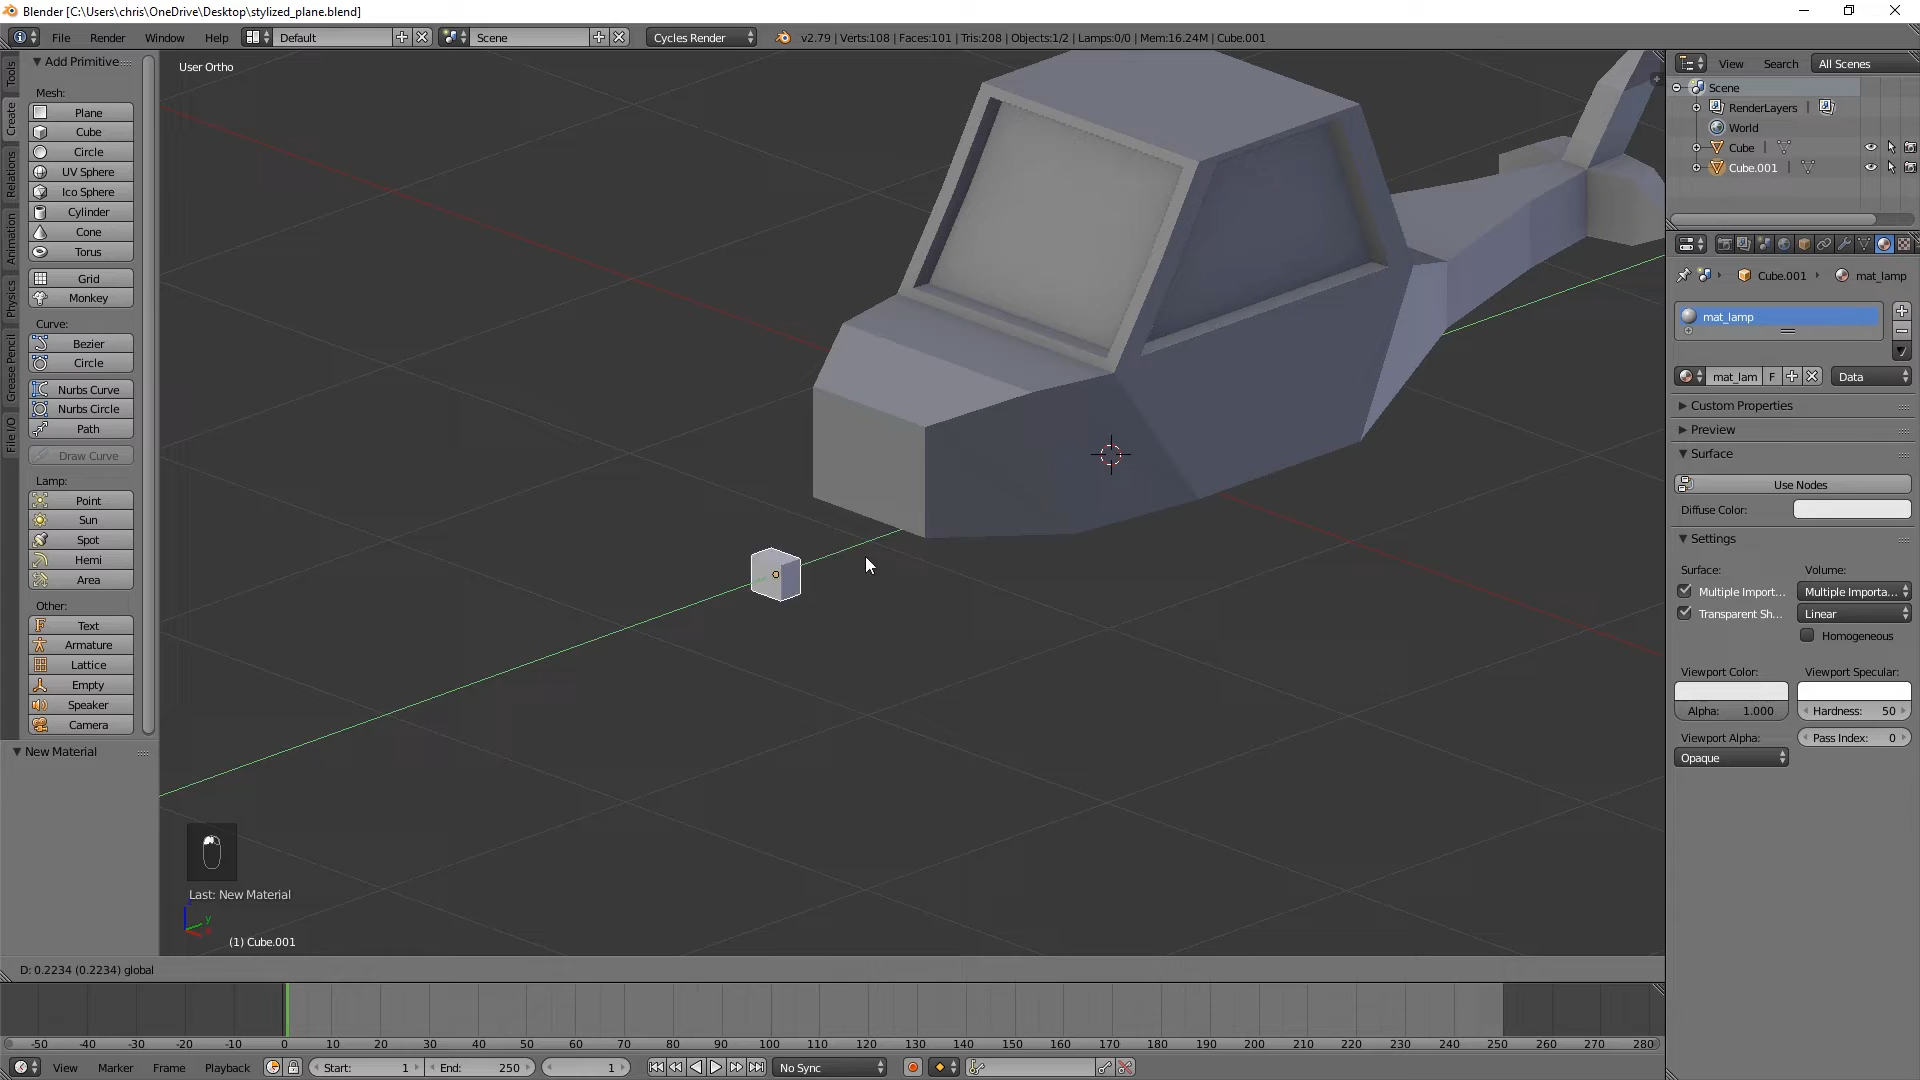 Blender [C:\Users\chris\OneDrive\Desktop\stylized_plane.blend]
File Render Window Help Default Scene Cycles Render v2.79 | Verts:108 | Faces:101 | Tris:208 | Objects:1/2 | Lamps:0/0 | Mem:16.24M | Cube.001
Tools
Create
Relations
Animation
Physics
Grease Pencil
File I/O
Add Primitive
Mesh:
Plane
Cube
Circle
UV Sphere
Ico Sphere
Cylinder
Cone
Torus
Grid
Monkey
Curve:
Bezier
Circle
Nurbs Curve
Nurbs Circle
Path
Draw Curve
Lamp:
Point
Sun
Spot
Hemi
Area
Other:
Text
Armature
Lattice
Empty
Speaker
Camera
New Material
User Ortho
Last: New Material
y
(1) Cube.001
D: 0.2234 (0.2234) global
View Search All Scenes
Scene
RenderLayers
World
Cube
Cube.001
Cube.001 mat_lamp
mat_lamp
mat_lam F Data
Custom Properties
Preview
Surface
Use Nodes
Diffuse Color:
Settings
Surface: Volume:
Multiple Import... Multiple Importa...
Transparent Sh... Linear
Homogeneous
Viewport Color: Viewport Specular:
Alpha: 1.000 Hardness: 50
Viewport Alpha: Pass Index: 0
Opaque
-50 -40 -30 -20 -10 0 10 20 30 40 50 60 70 80 90 100 110 120 130 140 150 160 170 180 190 200 210 220 230 240 250 260 270 280
View Marker Frame Playback Start: 1 End: 250 1 No Sync